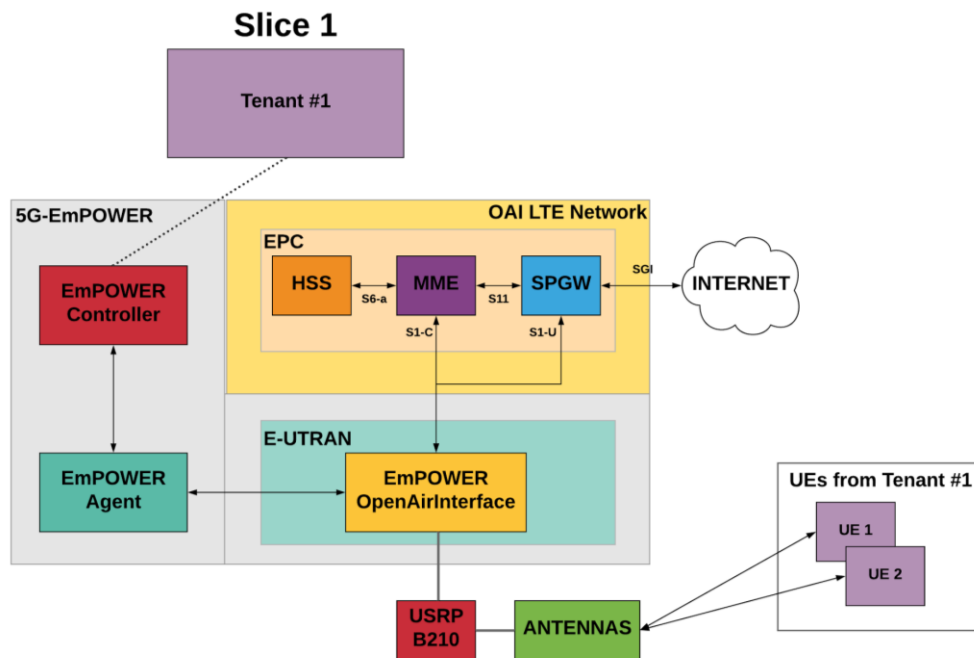 Slice 1
Tenant #1
5G-EmPOWER
OAI LTE Network
EPC
HSS
MME
SPGW
S6-a
S11
SGI
INTERNET
EmPOWER
Controller
S1-C
S1-U
E-UTRAN
EmPOWER
Agent
EmPOWER
OpenAirInterface
UEs from Tenant #1
UE 1
UE 2
USRP
B210
ANTENNAS